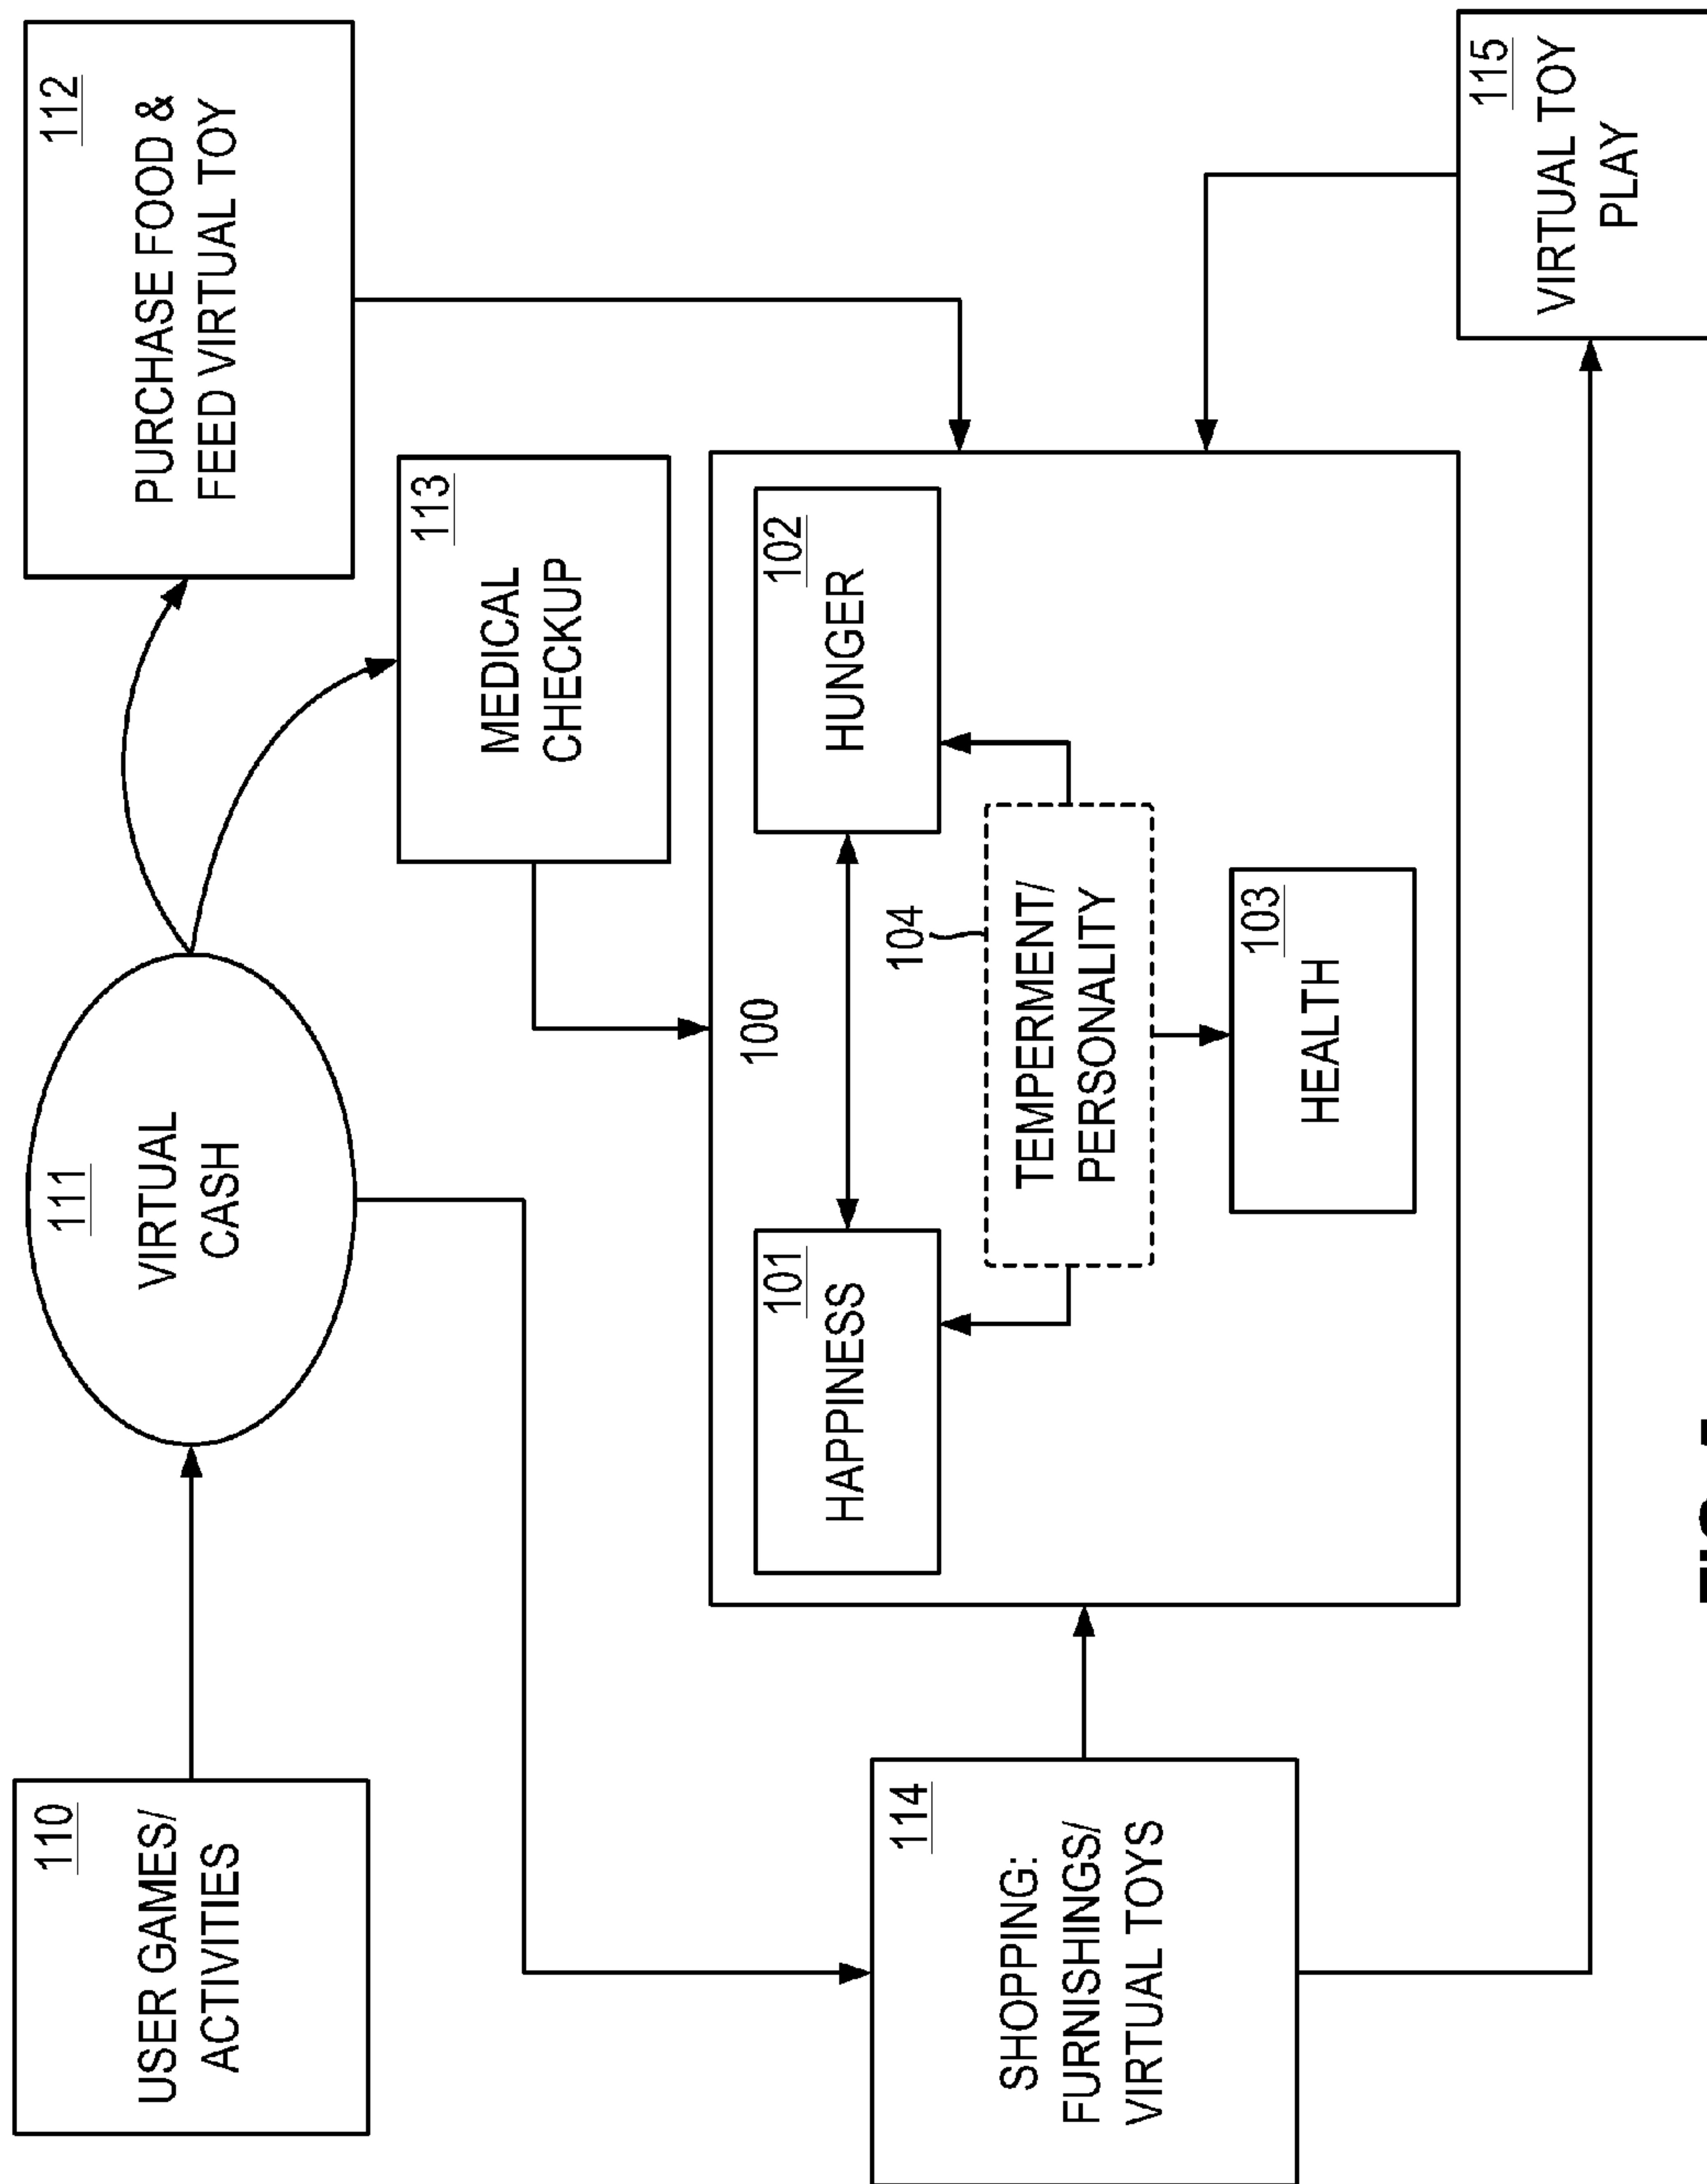 110
USER GAMES/
ACTIVITIES
111
VIRTUAL
CASH
112
PURCHASE FOOD &
FEED VIRTUAL TOY
113
MEDICAL
CHECKUP
100
101
HAPPINESS
102
HUNGER
104
TEMPERMENT/
PERSONALITY
103
HEALTH
114
SHOPPING:
FURNISHINGS/
VIRTUAL TOYS
115
VIRTUAL TOY
PLAY